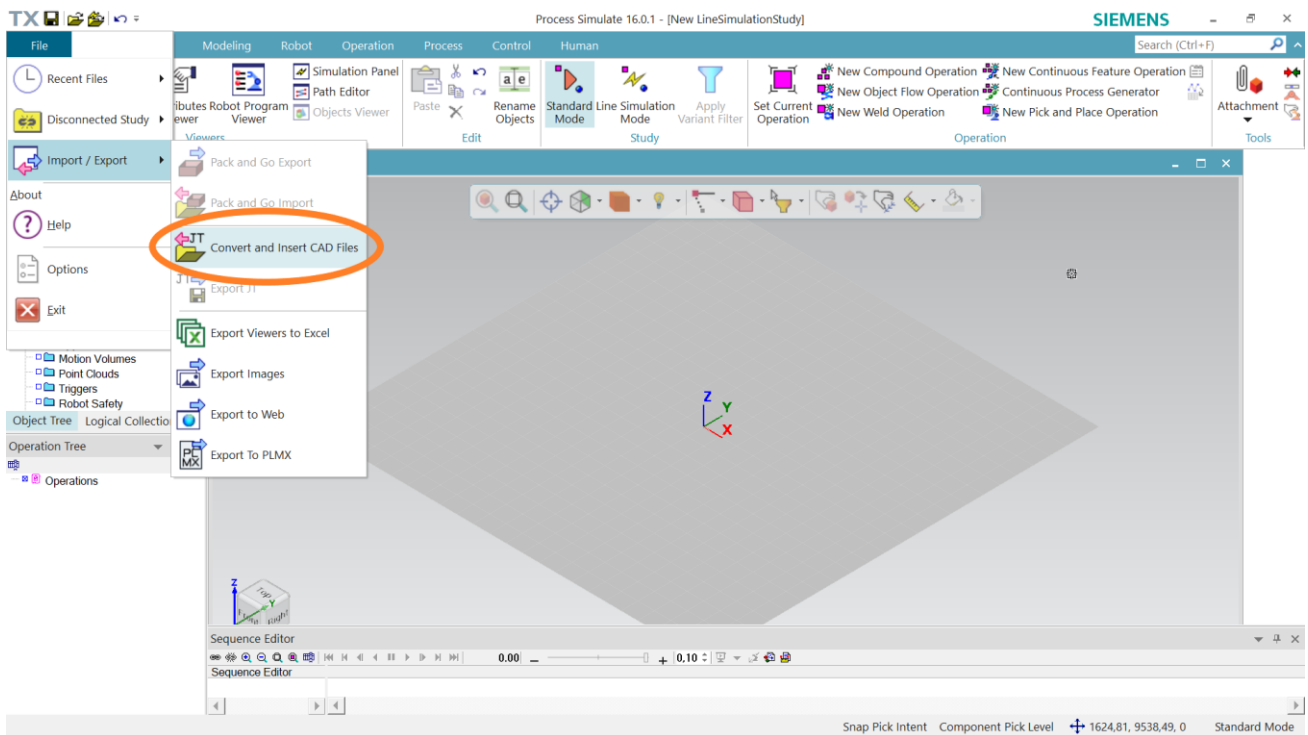 TX
Process Simulate 16.0.1 - [New LineSimulationStudy]
SIEMENS
File
Modeling
Robot
Operation
Process
Control
Human
Search (Ctrl+F)
Recent Files
Disconnected Study
Import / Export
About
Help
Options
Exit
ibutes
ewer
Robot Program
Viewer
Simulation Panel
Path Editor
Objects Viewer
Viewers
Paste
Rename
Objects
Edit
Standard
Mode
Line Simulation
Mode
Apply
Variant Filter
Study
Set Current
Operation
New Compound Operation
New Object Flow Operation
New Weld Operation
New Continuous Feature Operation
Continuous Process Generator
New Pick and Place Operation
Operation
Attachment
Tools
Pack and Go Export
Pack and Go Import
JT
Convert and Insert CAD Files
Export JT
Export Viewers to Excel
Export Images
Export to Web
Export To PLMX
Motion Volumes
Point Clouds
Triggers
Robot Safety
Object Tree
Logical Collectio
Operation Tree
Operations
Z
Y
X
Z
Top
Y
Front
Right
Sequence Editor
0.00
0,10
Sequence Editor
Snap Pick Intent
Component Pick Level
1624,81, 9538,49, 0
Standard Mode